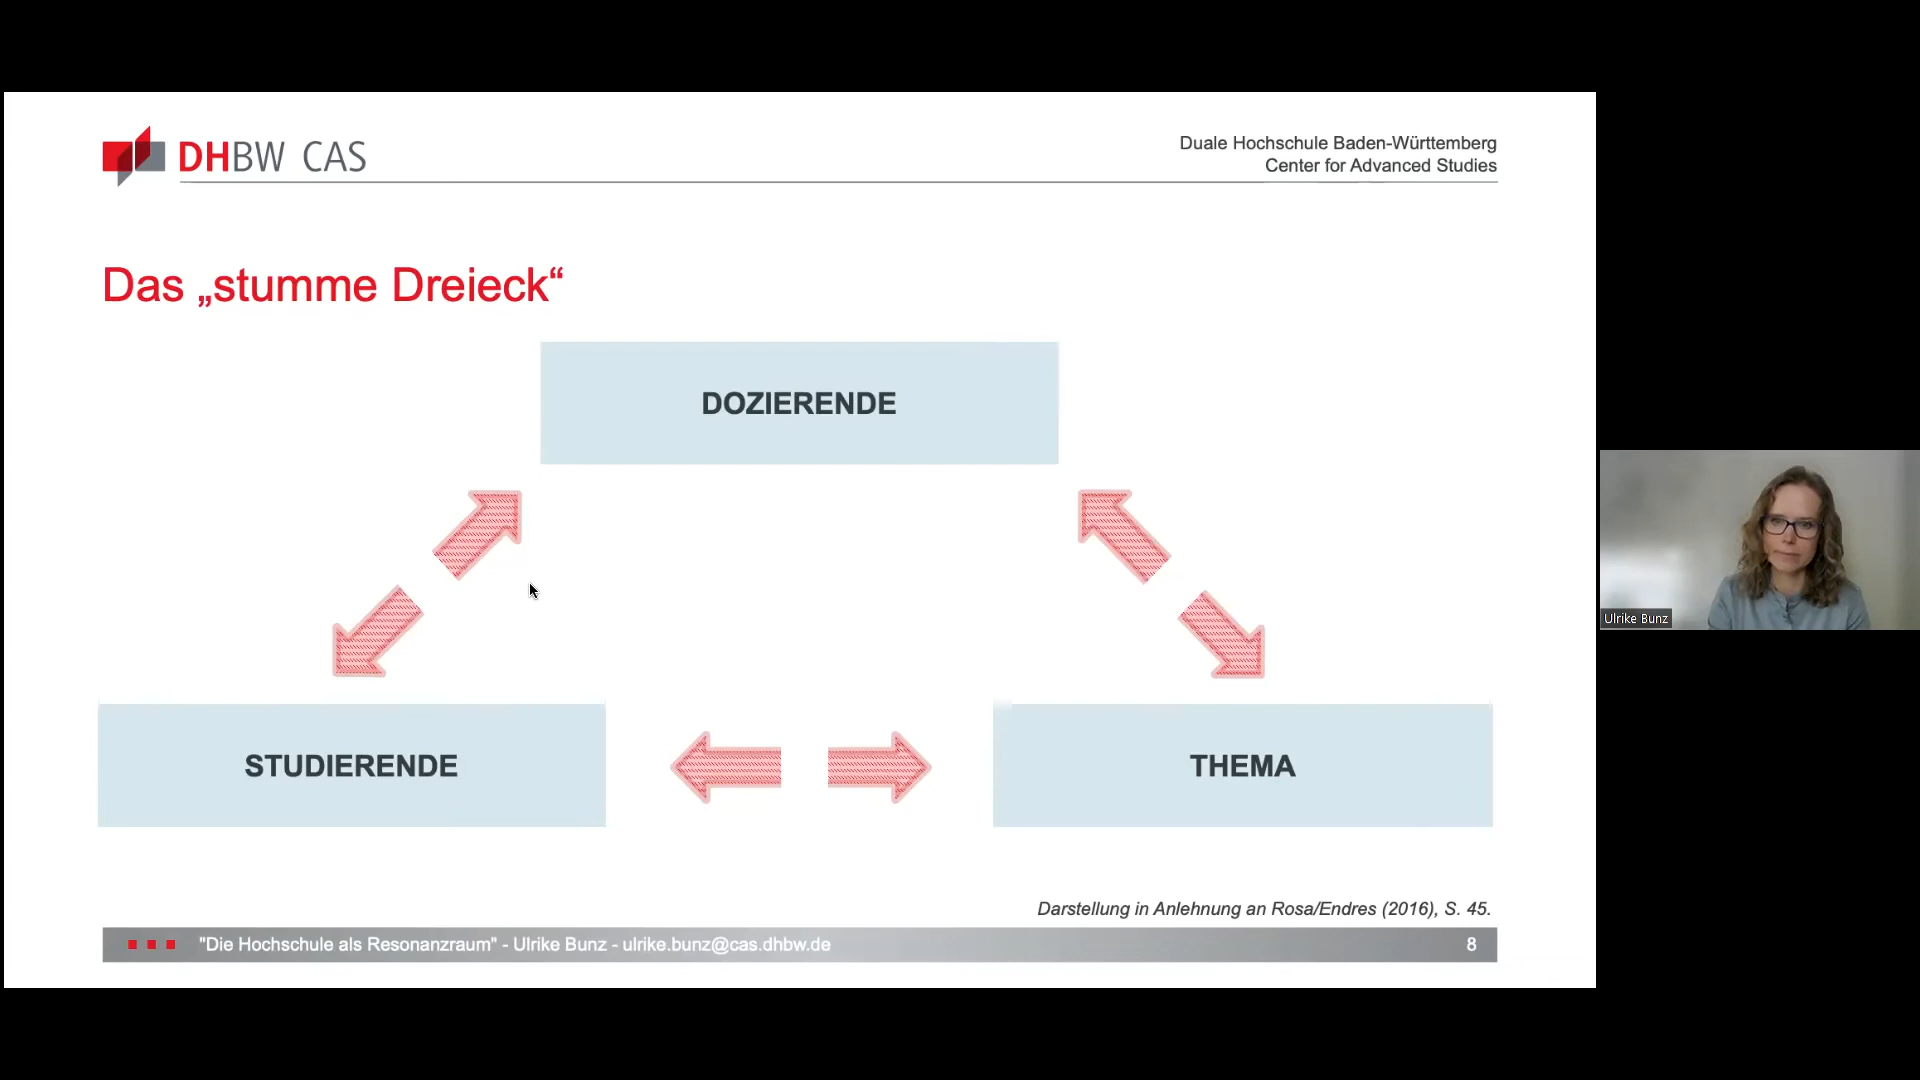 DHBW CAS
Duale Hochschule Baden-Württemberg
Center for Advanced Studies
Das „stumme Dreieck“
DOZIERENDE
STUDIERENDE
THEMA
Ulrike Bunz
Darstellung in Anlehnung an Rosa/Endres (2016), S. 45.
"Die Hochschule als Resonanzraum" - Ulrike Bunz - ulrike.bunz@cas.dhbw.de
8